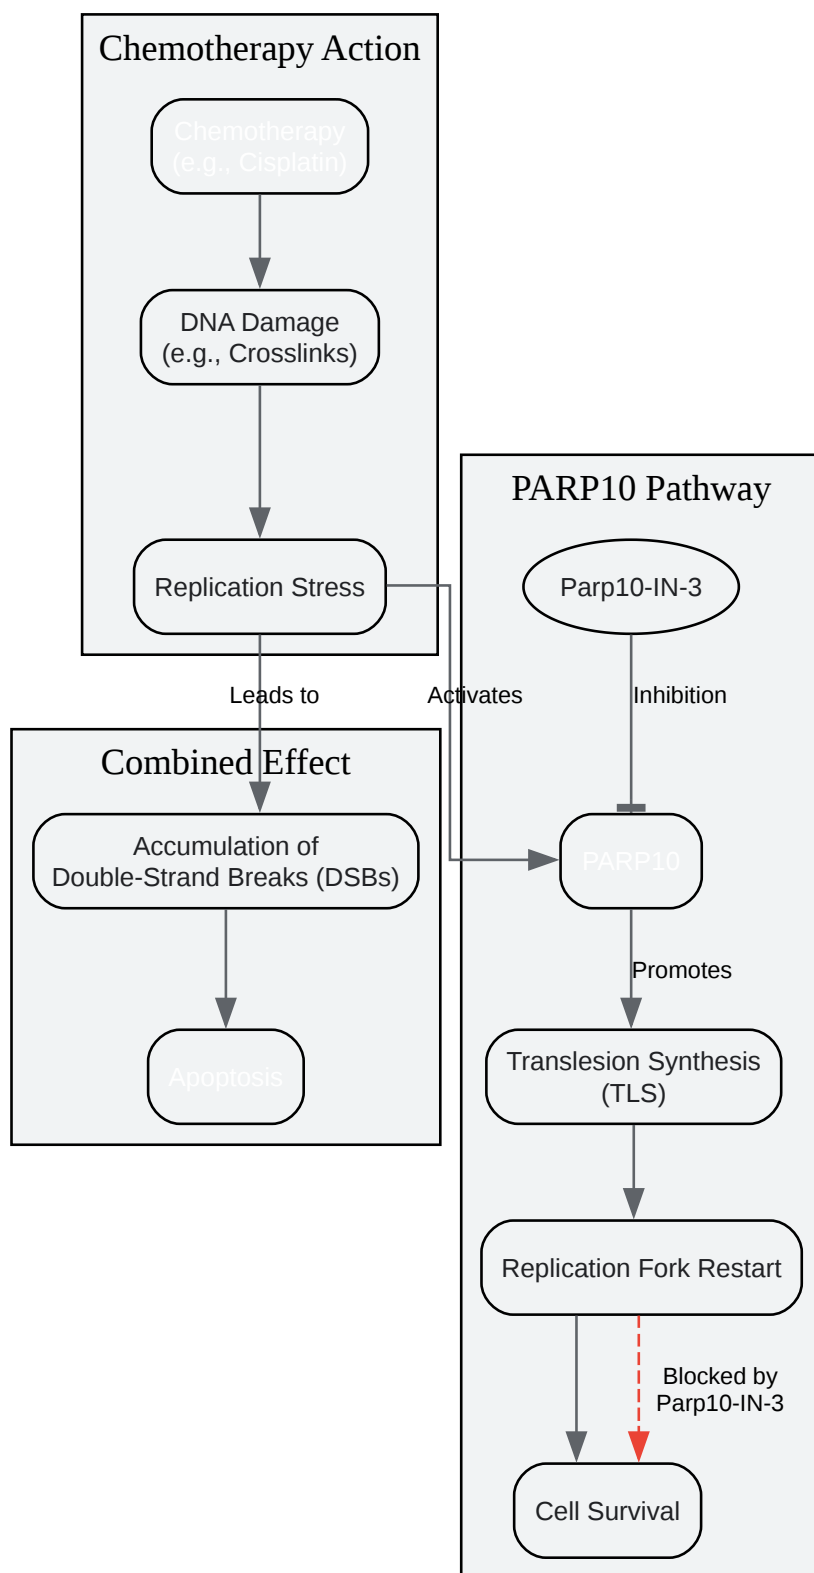 Chemotherapy Action
Chemotherapy
(e.g., Cisplatin)
DNA Damage
(e.g., Crosslinks)
Replication Stress
PARP10 Pathway
Parp10-IN-3
Leads to
Activates
Inhibition
Combined Effect
Accumulation of
Double-Strand Breaks (DSBs)
PARP10
Promotes
Apoptosis
Translesion Synthesis
(TLS)
Replication Fork Restart
Blocked by
Parp10-IN-3
Cell Survival